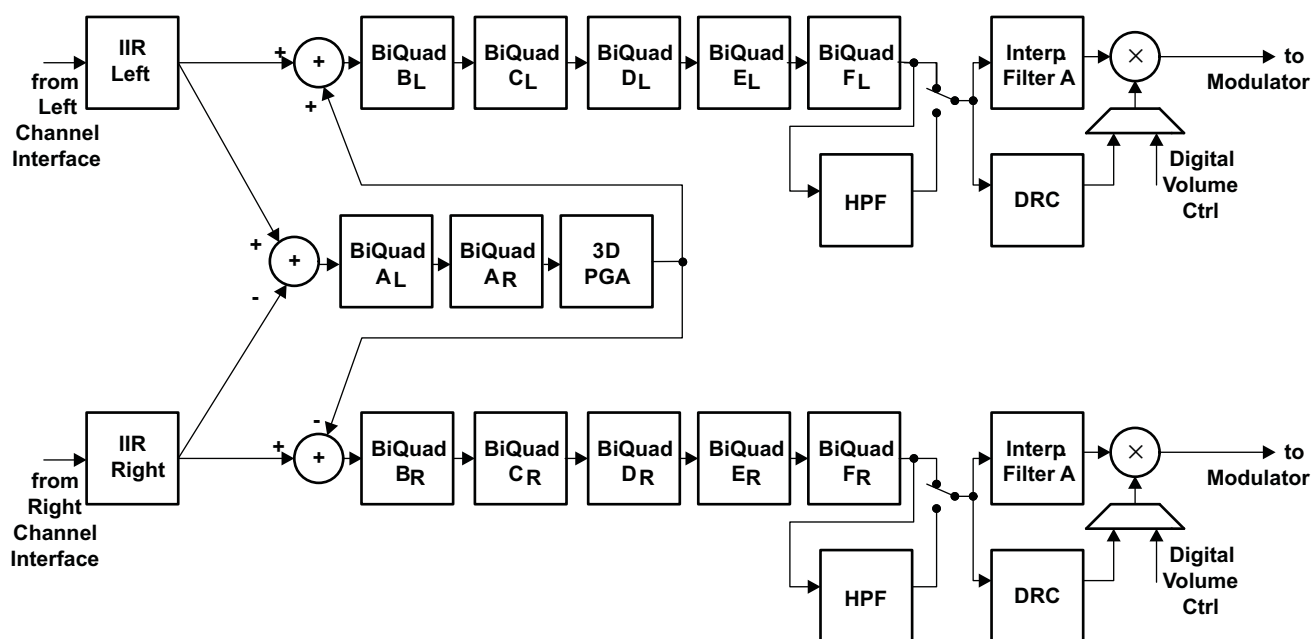 IIR
Left
from
Left
Channel
Interface
+
+
+
BiQuad
BL
BiQuad
CL
BiQuad
DL
BiQuad
EL
BiQuad
FL
HPF
Interp.
Filter A
DRC
×
to
Modulator
Digital
Volume
Ctrl
+
-
+
BiQuad
AL
BiQuad
AR
3D
PGA
IIR
Right
from
Right
Channel
Interface
+
-
+
BiQuad
BR
BiQuad
CR
BiQuad
DR
BiQuad
ER
BiQuad
FR
HPF
Interp.
Filter A
DRC
×
to
Modulator
Digital
Volume
Ctrl